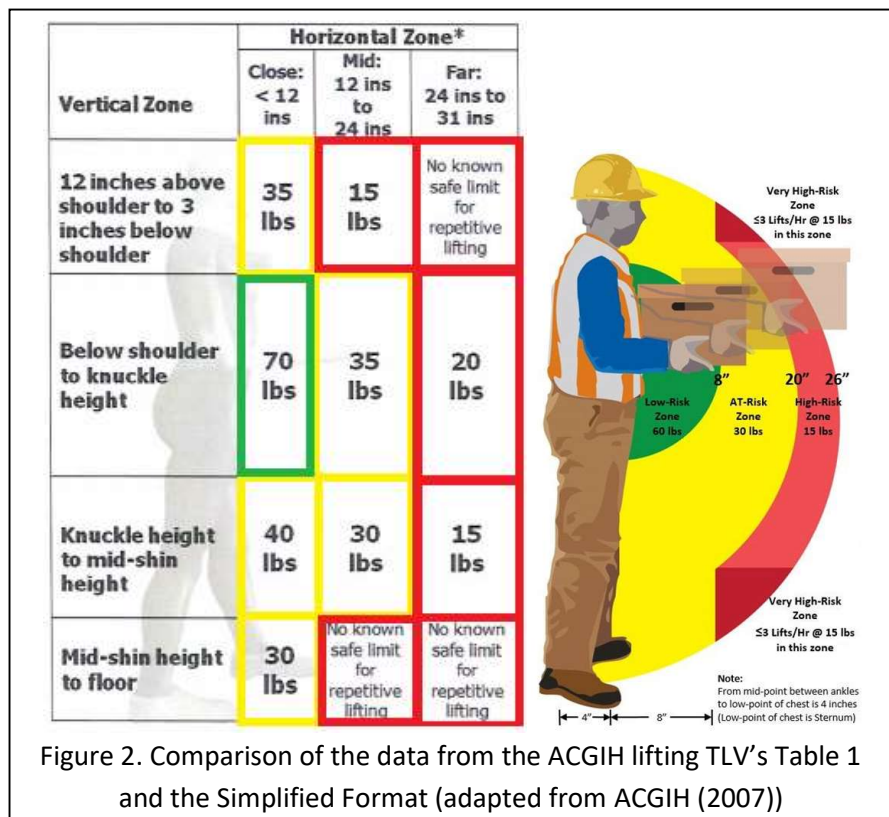 Horizontal Zone*
Vertical Zone
Close:
< 12
ins
Mid:
12 ins
to
24 ins
Far:
24 ins to
31 ins
12 inches above
shoulder to 3
inches below
shoulder
35
lbs
15
lbs
No known
safe limit
for
repetitive
lifting
Below shoulder
to knuckle
height
70
lbs
35
lbs
20
lbs
Knuckle height
to mid-shin
height
40
lbs
30
lbs
15
lbs
Mid-shin height
to floor
30
lbs
No known
safe limit
for
repetitive
lifting
No known
safe limit
for
repetitive
lifting
Very High-Risk
Zone
≤3 Lifts/Hr @ 15 lbs
in this zone
8” 20” 26”
Low-Risk
Zone
60 lbs
AT-Risk
Zone
30 lbs
High-Risk
Zone
15 lbs
Very High-Risk
Zone
≤3 Lifts/Hr @ 15 lbs
in this zone
Note:
From mid-point between ankles
to low-point of chest is 4 inches
(Low-point of chest is Sternum)
4” 8”
Figure 2. Comparison of the data from the ACGIH lifting TLV’s Table 1
and the Simplified Format (adapted from ACGIH (2007))